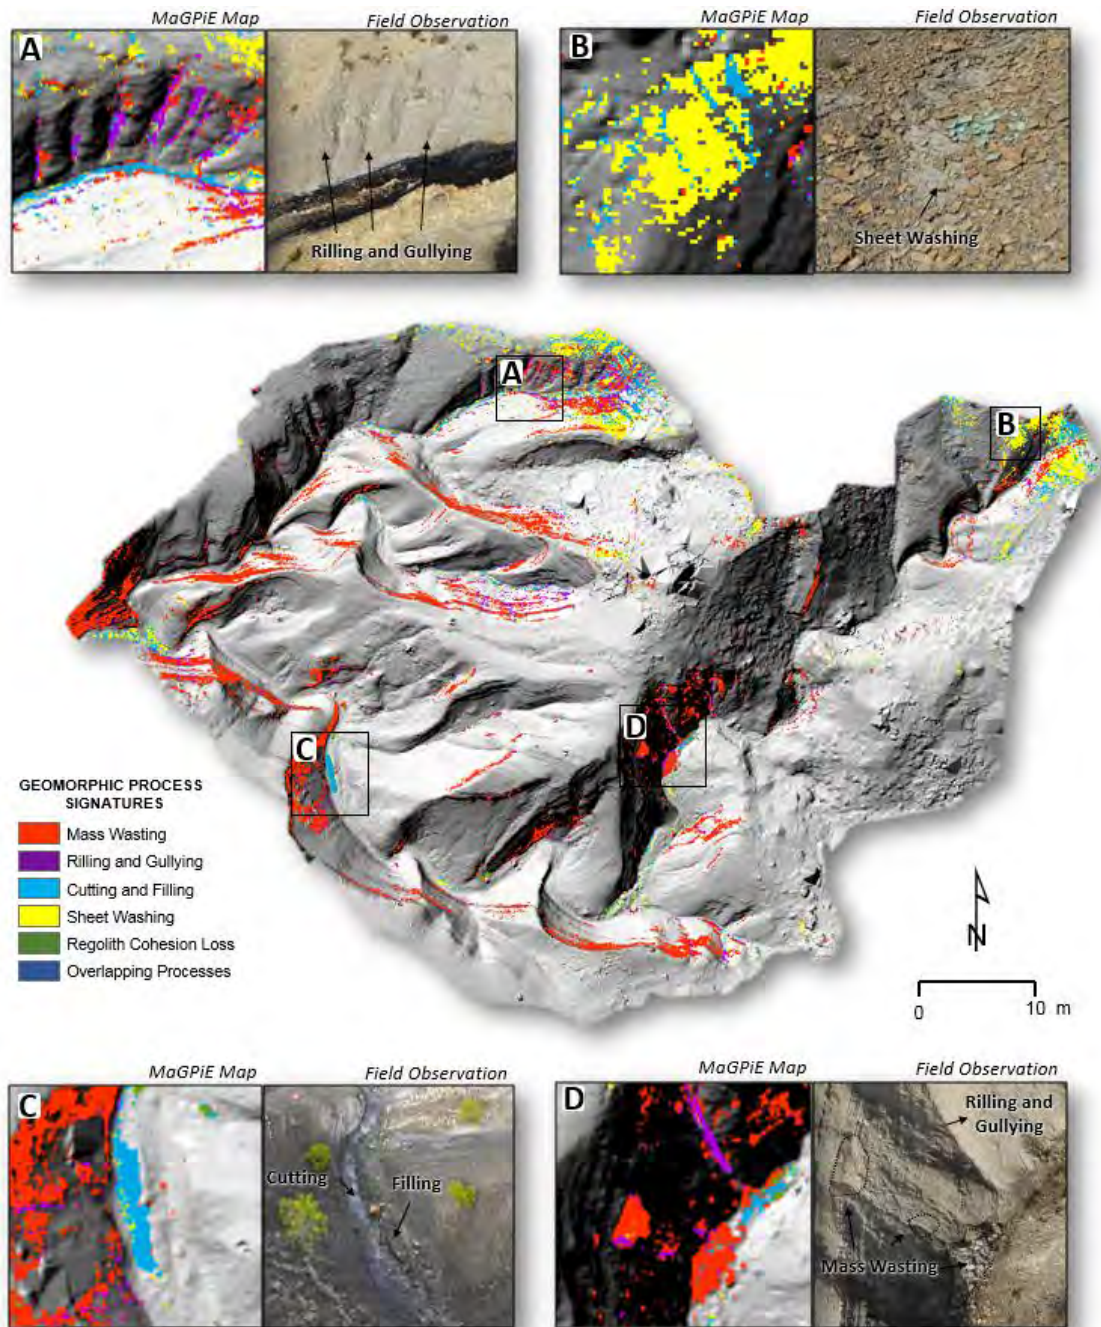 MaGPiE Map
Field Observation
MaGPiE Map
Field Observation
A
Rilling and Gullying
B
Sheet Washing
A
B
C
D
GEOMORPHIC PROCESS
SIGNATURES
Mass Wasting
Rilling and Gullying
Cutting and Filling
Sheet Washing
Regolith Cohesion Loss
Overlapping Processes
N
0
10 m
MaGPiE Map
Field Observation
MaGPiE Map
Field Observation
C
Cutting
Filling
D
Rilling and
Gullying
Mass Wasting